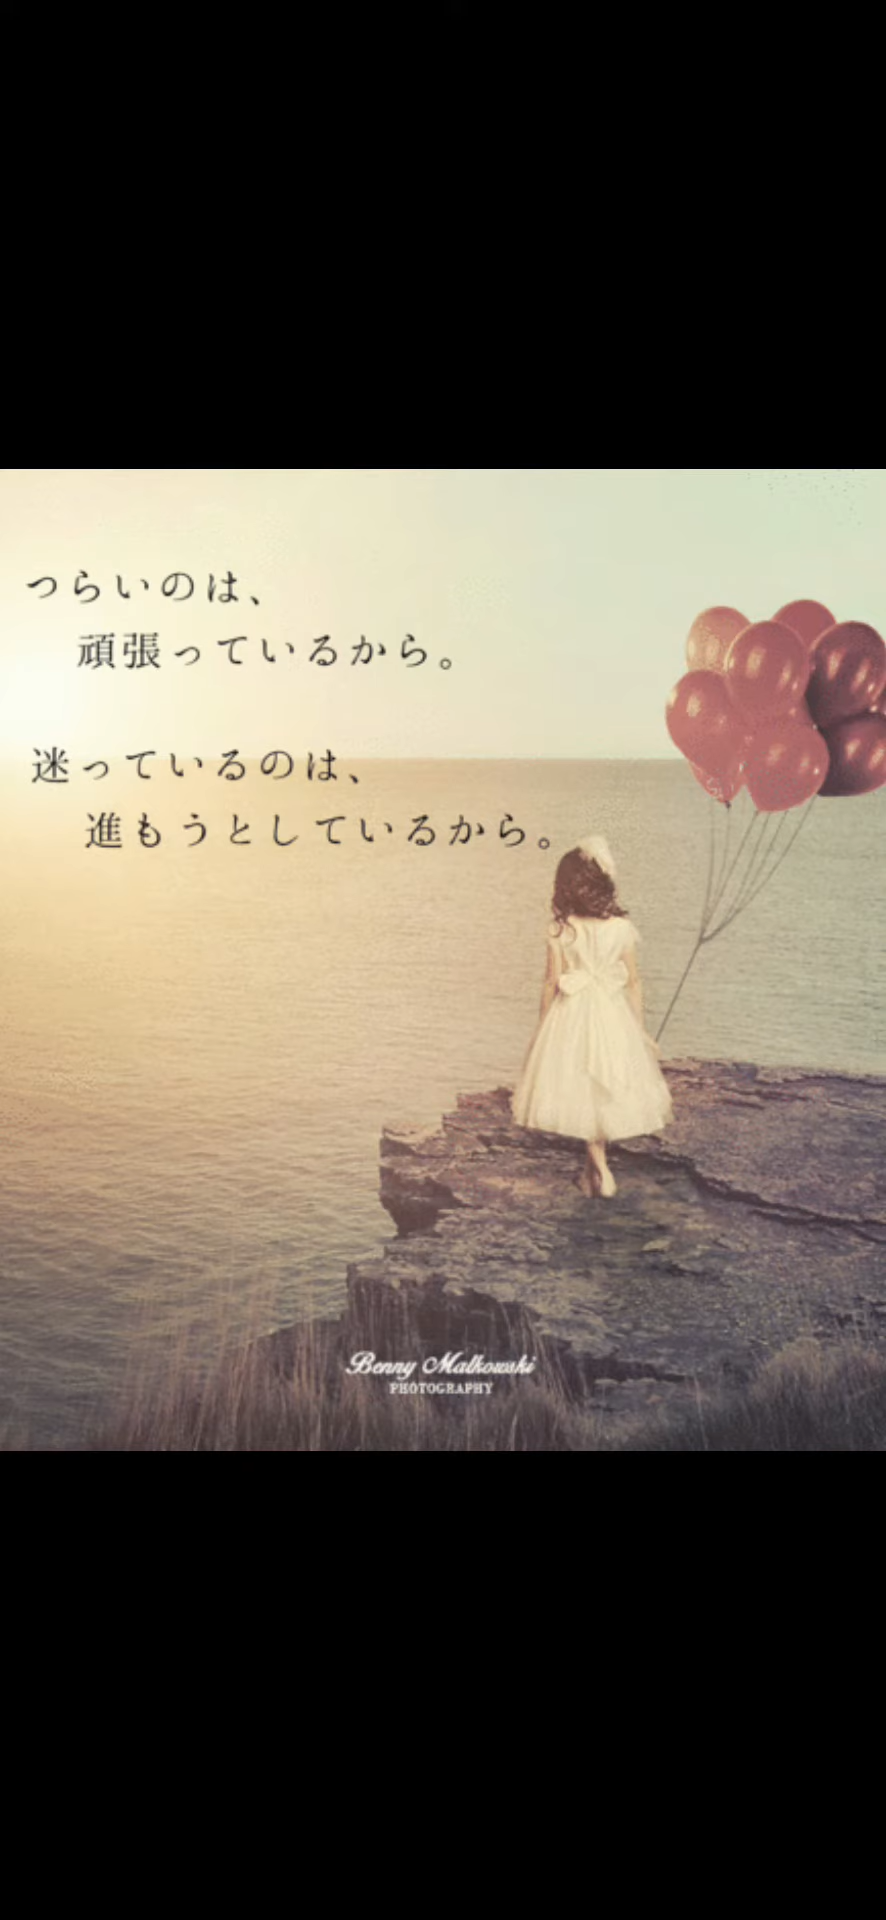 つらいのは、
頑張っているから。
迷っているのは、
進もうとしているから。
Benny Malkowski
PHOTOGRAPHY